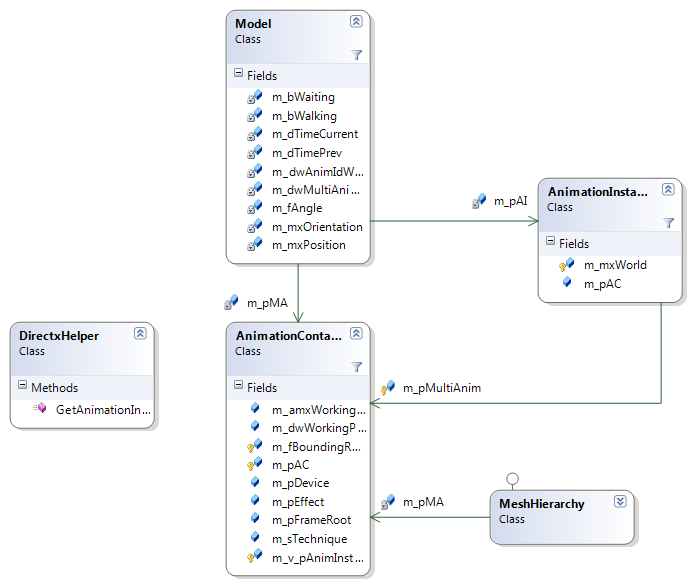 Model
Class
Fields
m_bWaiting
m_bWalking
m_dTimeCurrent
m_dTimePrev
m_dwAnimIdW...
m_dwMultiAni...
m_fAngle
m_mxOrientation
m_mxPosition
m_pAI
AnimationInsta...
Class
Fields
m_mxWorld
m_pAC
m_pMA
DirectxHelper
Class
Methods
GetAnimationIn...
AnimationConta...
Class
Fields
m_amxWorking...
m_dwWorkingP...
m_fBoundingR...
m_pAC
m_pDevice
m_pEffect
m_pFrameRoot
m_sTechnique
m_v_pAnimInst...
m_pMultiAnim
m_pMA
MeshHierarchy
Class